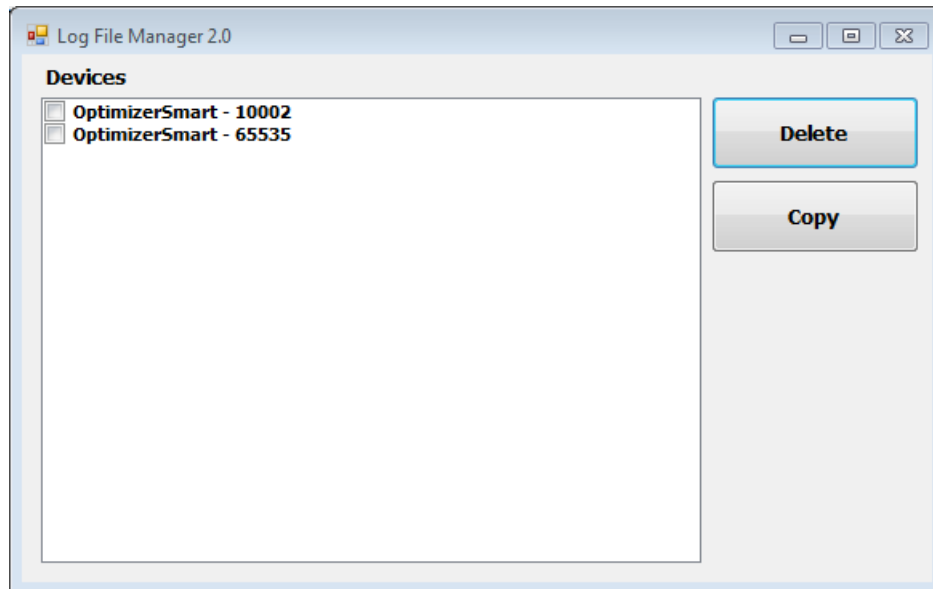 Log File Manager 2.0
Devices
OptimizerSmart - 10002
OptimizerSmart - 65535
Delete
Copy